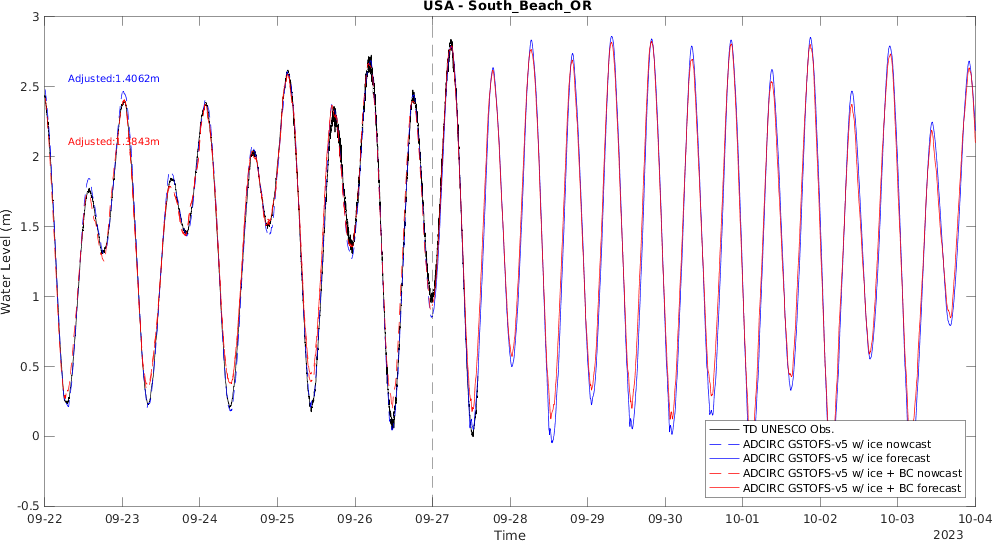 USA - South_Beach_OR
3
2.5
2
1.5
1
0.5
0
-0.5
Water Level (m)
Adjusted:1.4062m
Adjusted:1.3843m
TD UNESCO Obs.
ADCIRC GSTOFS-v5 w/ ice nowcast
ADCIRC GSTOFS-v5 w/ ice forecast
ADCIRC GSTOFS-v5 w/ ice + BC nowcast
ADCIRC GSTOFS-v5 w/ ice + BC forecast
09-22 09-23 09-24 09-25 09-26 09-27 09-28 09-29 09-30 10-01 10-02 10-03 10-04
Time
2023